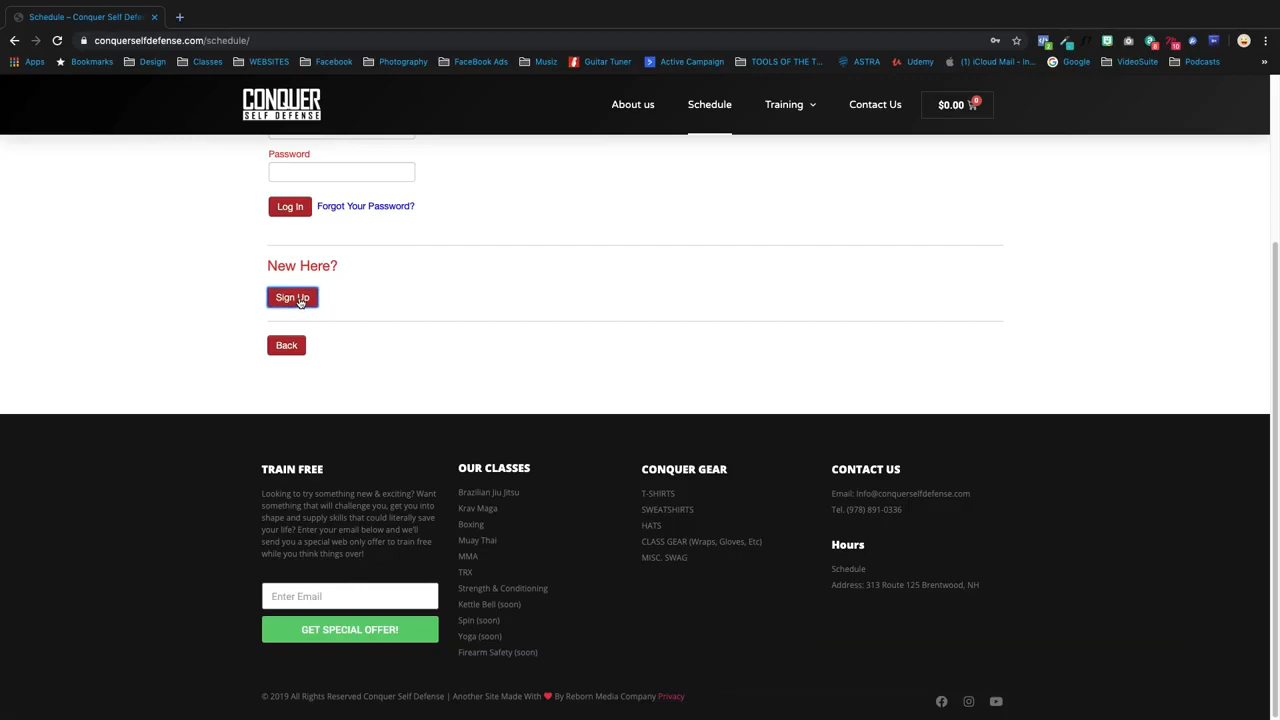 Schedule – Conquer Self Defe
conquerselfdefense.com/schedule/
Apps Bookmarks Design Classes WEBSITES Facebook Photography FaceBook Ads Musiz Guitar Tuner Active Campaign TOOLS OF THE T... ASTRA Udemy (1) iCloud Mail - In... Google VideoSuite Podcasts »
CONQUER
SELF DEFENSE
About us Schedule Training Contact Us $0.00 0
Password
Log In Forgot Your Password?
New Here?
Sign Up
Back
TRAIN FREE
Looking to try something new & exciting? Want
something that will challenge you, get you into
shape and supply skills that could literally save
your life? Enter your email below and we'll
send you a special web only offer to train free
while you think things over!
Enter Email
GET SPECIAL OFFER!
OUR CLASSES
Brazilian Jiu Jitsu
Krav Maga
Boxing
Muay Thai
MMA
TRX
Strength & Conditioning
Kettle Bell (soon)
Spin (soon)
Yoga (soon)
Firearm Safety (soon)
CONQUER GEAR
T-SHIRTS
SWEATSHIRTS
HATS
CLASS GEAR (Wraps, Gloves, Etc)
MISC. SWAG
CONTACT US
Email: Info@conquerselfdefense.com
Tel. (978) 891-0336
Hours
Schedule
Address: 313 Route 125 Brentwood, NH
© 2019 All Rights Reserved Conquer Self Defense | Another Site Made With ❤ By Reborn Media Company Privacy